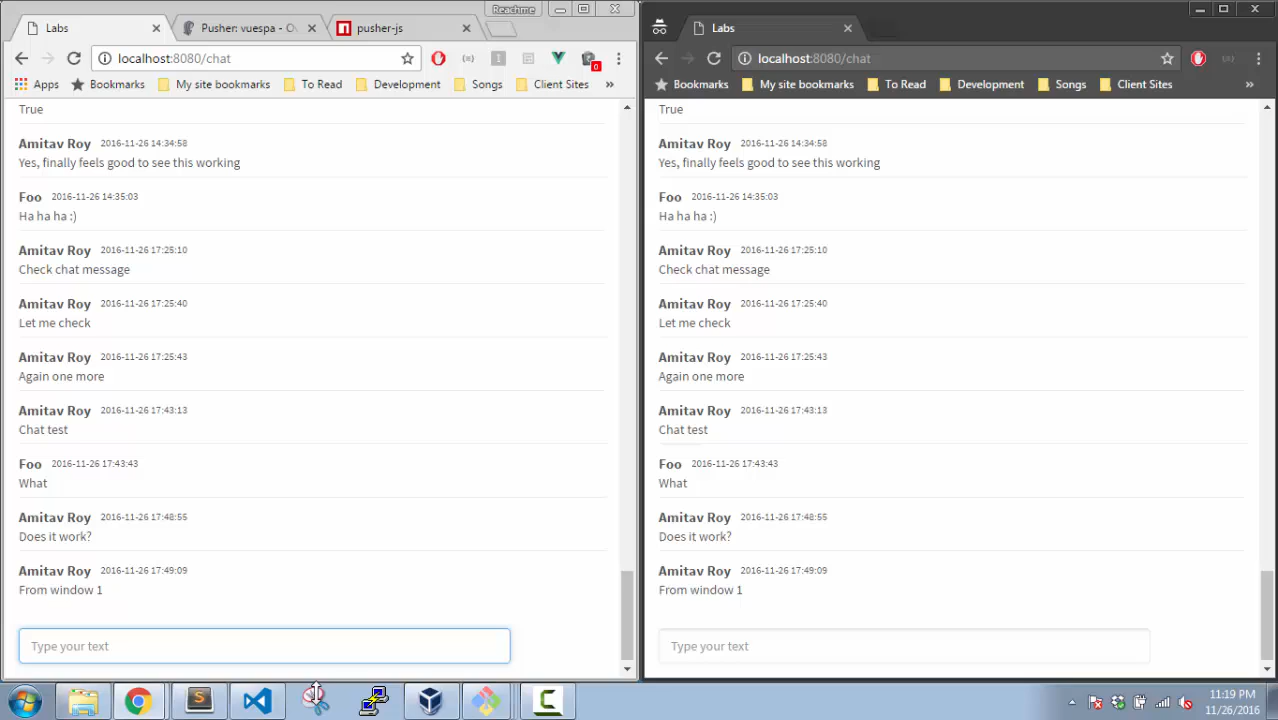 Reachme
Labs
Pusher: vuespa - Ov
pusher-js
localhost:8080/chat
0
Apps
Bookmarks
My site bookmarks
To Read
Development
Songs
Client Sites
»
True
Amitav Roy 2016-11-26 14:34:58
Yes, finally feels good to see this working
Foo 2016-11-26 14:35:03
Ha ha ha :)
Amitav Roy 2016-11-26 17:25:10
Check chat message
Amitav Roy 2016-11-26 17:25:40
Let me check
Amitav Roy 2016-11-26 17:25:43
Again one more
Amitav Roy 2016-11-26 17:43:13
Chat test
Foo 2016-11-26 17:43:43
What
Amitav Roy 2016-11-26 17:48:55
Does it work?
Amitav Roy 2016-11-26 17:49:09
From window 1
Type your text
Labs
localhost:8080/chat
Bookmarks
My site bookmarks
To Read
Development
Songs
Client Sites
»
True
Amitav Roy 2016-11-26 14:34:58
Yes, finally feels good to see this working
Foo 2016-11-26 14:35:03
Ha ha ha :)
Amitav Roy 2016-11-26 17:25:10
Check chat message
Amitav Roy 2016-11-26 17:25:40
Let me check
Amitav Roy 2016-11-26 17:25:43
Again one more
Amitav Roy 2016-11-26 17:43:13
Chat test
Foo 2016-11-26 17:43:43
What
Amitav Roy 2016-11-26 17:48:55
Does it work?
Amitav Roy 2016-11-26 17:49:09
From window 1
Type your text
11:19 PM
11/26/2016